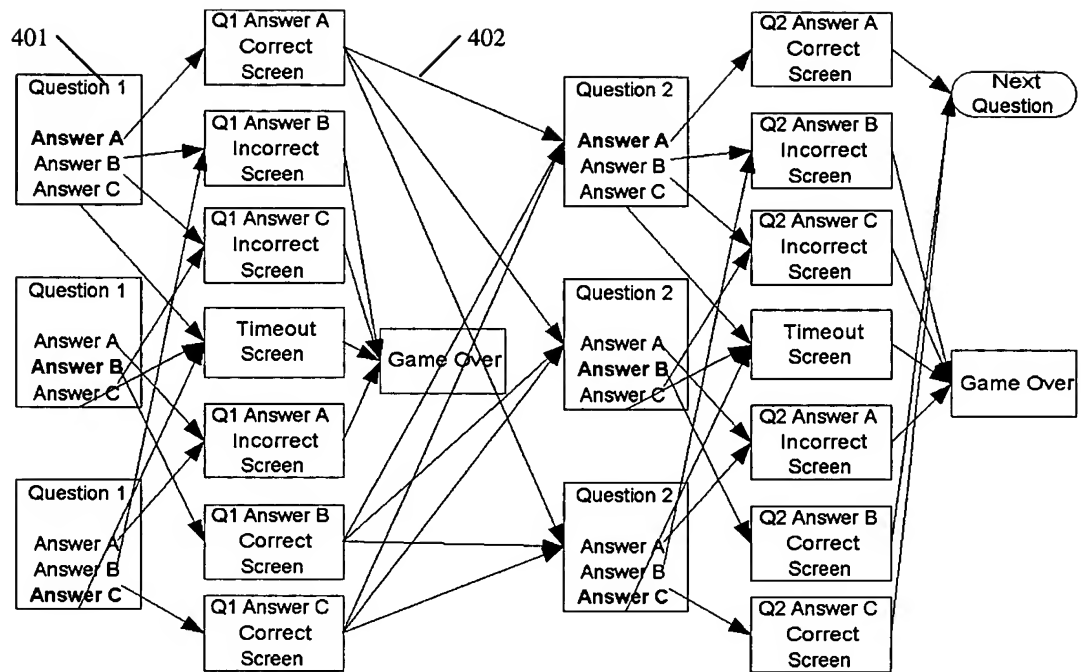 401
402
Question 1
Answer A
Answer B
Answer C
Question 1
Answer A
Answer B
Answer C
Question 1
Answer A
Answer B
Answer C
Q1 Answer A
Correct
Screen
Q1 Answer B
Incorrect
Screen
Q1 Answer C
Incorrect
Screen
Timeout
Screen
Q1 Answer A
Incorrect
Screen
Q1 Answer B
Correct
Screen
Q1 Answer C
Correct
Screen
Game Over
Question 2
Answer A
Answer B
Answer C
Question 2
Answer A
Answer B
Answer C
Question 2
Answer A
Answer B
Answer C
Q2 Answer A
Correct
Screen
Q2 Answer B
Incorrect
Screen
Q2 Answer C
Incorrect
Screen
Timeout
Screen
Q2 Answer A
Incorrect
Screen
Q2 Answer B
Correct
Screen
Q2 Answer C
Correct
Screen
Next
Question
Game Over